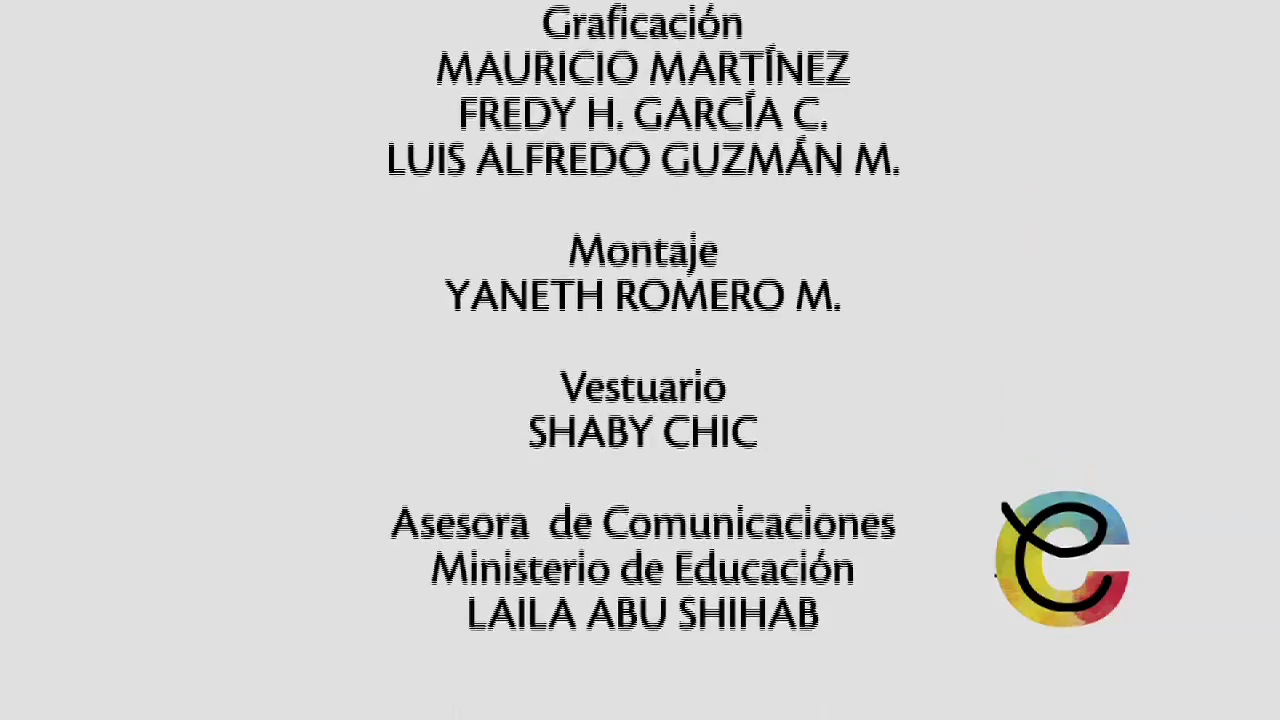 Graficación
MAURICIO MARTÍNEZ
FREDY H. GARCÍA C.
LUIS ALFREDO GUZMÁN M.
Montaje
YANETH ROMERO M.
Vestuario
SHABY CHIC
Asesora de Comunicaciones
Ministerio de Educación
LAILA ABU SHIHAB